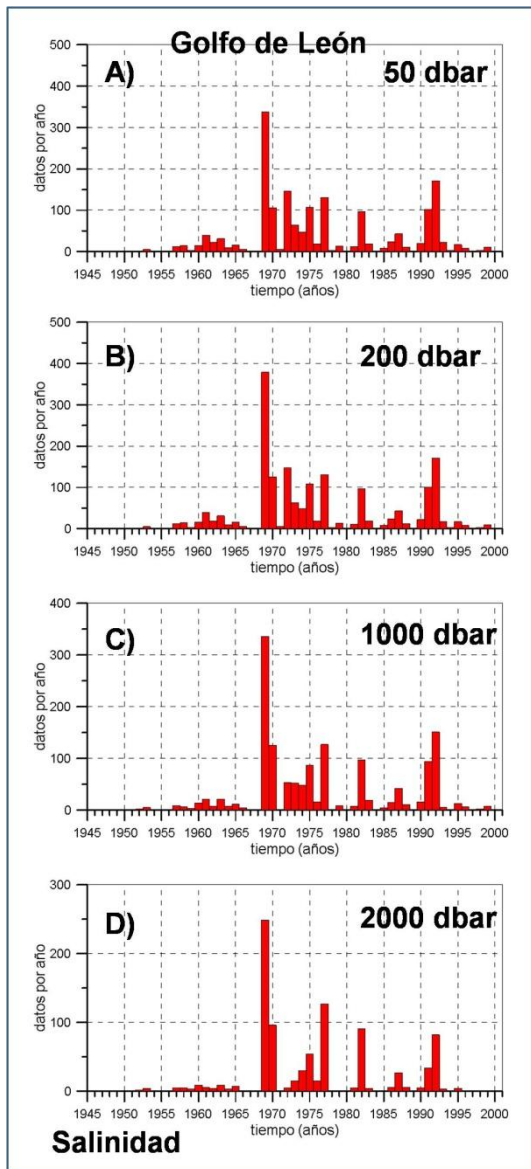 Golfo de León
A)
50 dbar
500
400
300
200
100
0
datos por año
1945 1950 1955 1960 1965 1970 1975 1980 1985 1990 1995 2000
tiempo (años)
B)
200 dbar
500
400
300
200
100
0
datos por año
1945 1950 1955 1960 1965 1970 1975 1980 1985 1990 1995 2000
tiempo (años)
C)
1000 dbar
400
300
200
100
0
datos por año
1945 1950 1955 1960 1965 1970 1975 1980 1985 1990 1995 2000
tiempo (años)
D)
2000 dbar
300
200
100
0
datos por año
1945 1950 1955 1960 1965 1970 1975 1980 1985 1990 1995 2000
tiempo (años)
Salinidad